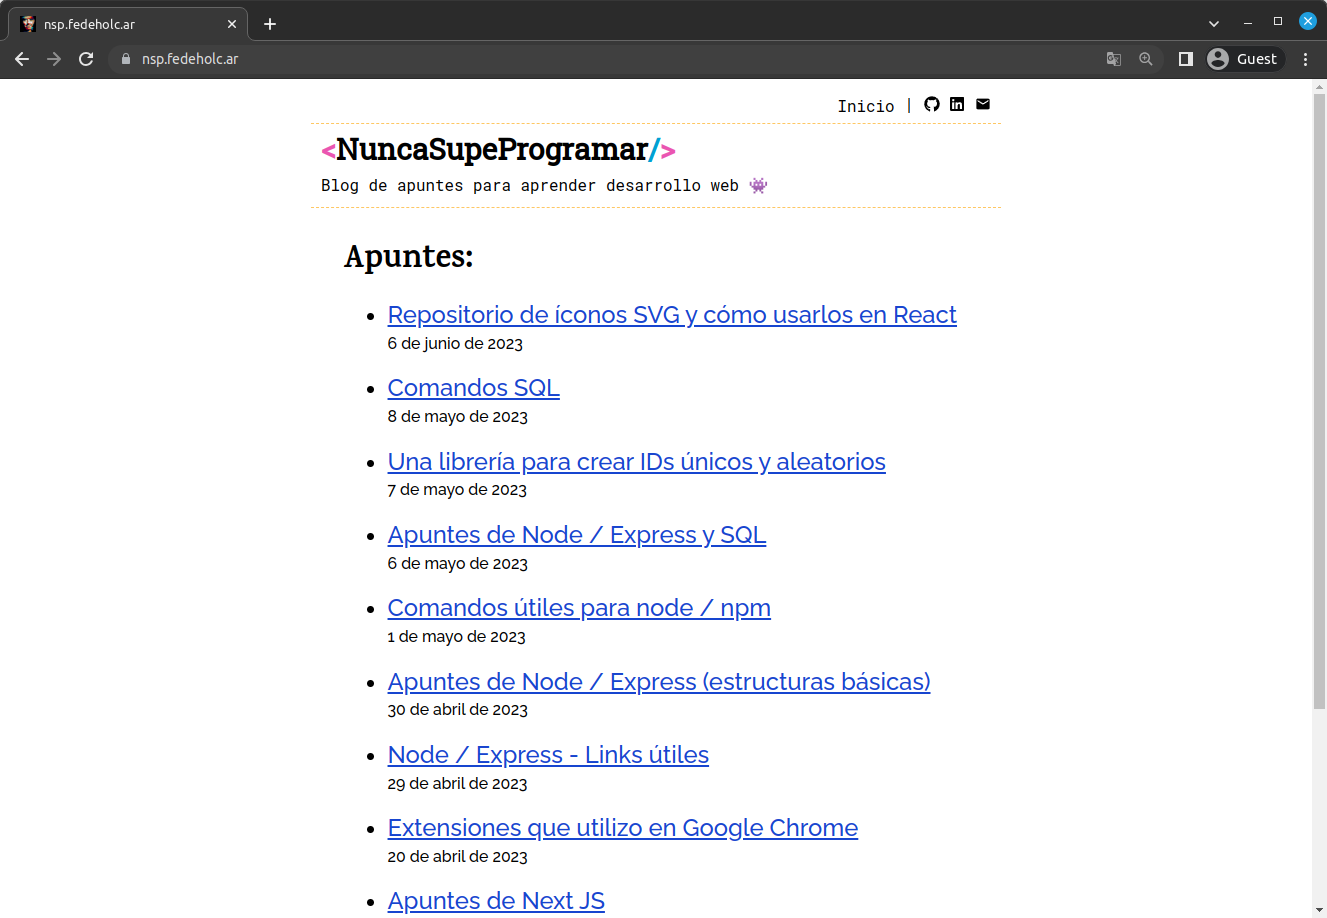 nsp.fedeholc.ar
nsp.fedeholc.ar
Guest
Inicio |
<NuncaSupeProgramar/>
Blog de apuntes para aprender desarrollo web 👾
Apuntes:
Repositorio de íconos SVG y cómo usarlos en React
6 de junio de 2023
Comandos SQL
8 de mayo de 2023
Una librería para crear IDs únicos y aleatorios
7 de mayo de 2023
Apuntes de Node / Express y SQL
6 de mayo de 2023
Comandos útiles para node / npm
1 de mayo de 2023
Apuntes de Node / Express (estructuras básicas)
30 de abril de 2023
Node / Express - Links útiles
29 de abril de 2023
Extensiones que utilizo en Google Chrome
20 de abril de 2023
Apuntes de Next JS